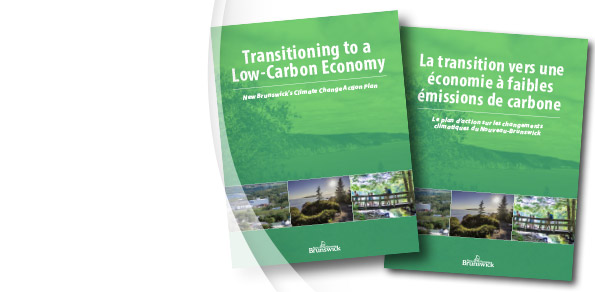 Transitioning to a
Low-Carbon Economy
New Brunswick's Climate Change Action Plan
Brunswick
La transition vers une
économie à faibles
émissions de carbone
Le plan d'action sur les changements
climatiques du Nouveau-Brunswick
Brunswick